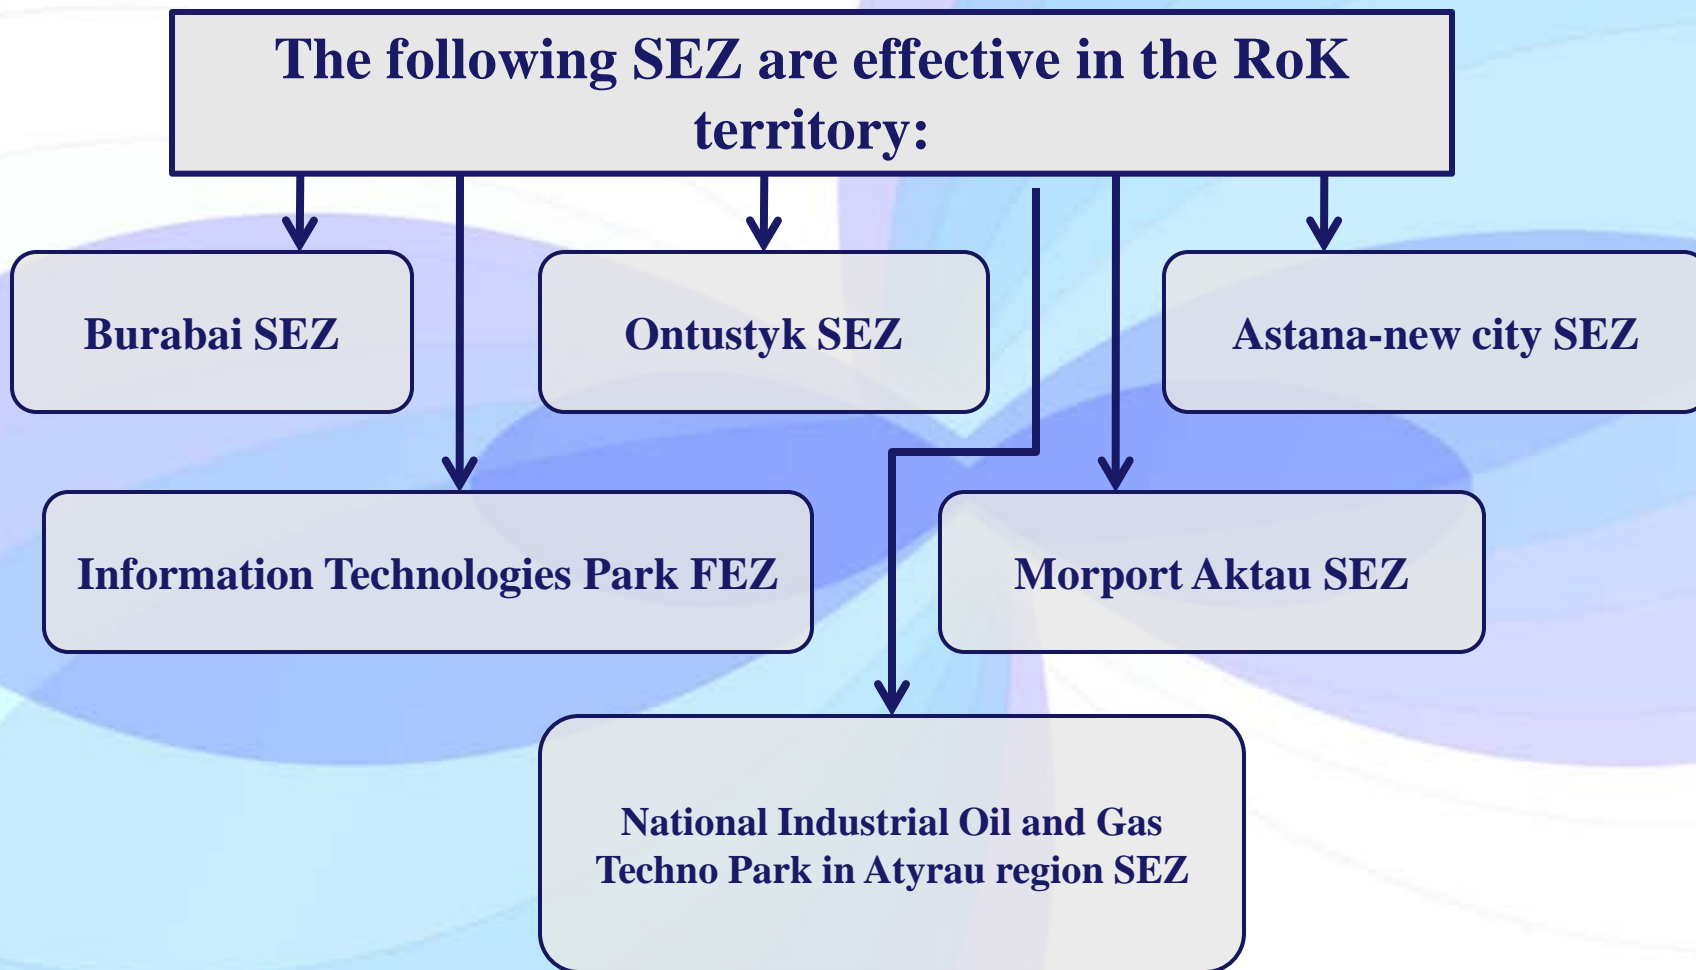 The following SEZ are effective in the RoK
territory:
Burabai SEZ
Ontustyk SEZ
Astana-new city SEZ
Information Technologies Park FEZ
Morport Aktau SEZ
National Industrial Oil and Gas
Techno Park in Atyrau region SEZ